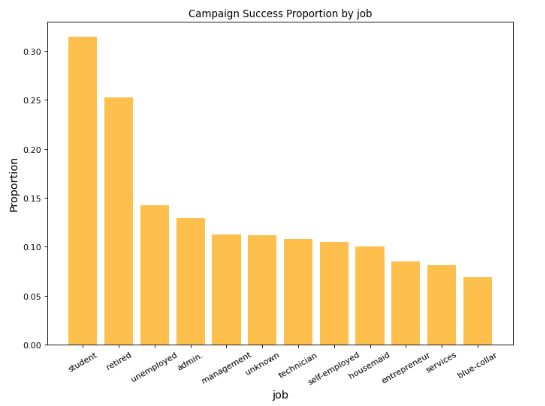 Campaign Success Proportion by job
Proportion
0.30
0.25
0.20
0.15
0.10
0.05
0.00
student
retired
unemployed
admin.
management
unknown
technician
self-employed
housemaid
entrepreneur
services
blue-collar
job